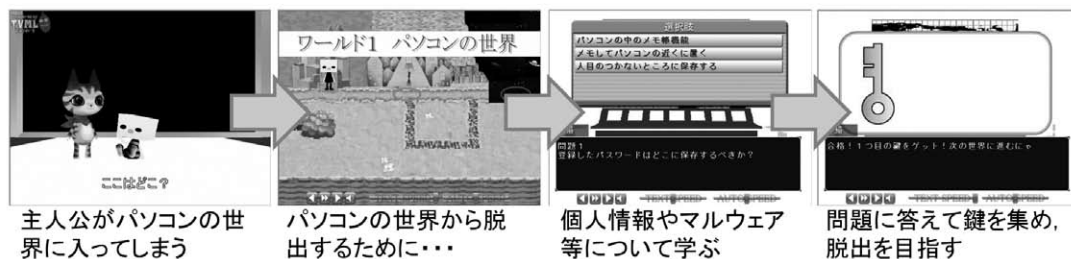 TVML
ここはどこ？
ワールド1 パソコンの世界
TEXT SPEED
AUTO SPEED
選択肢
パソコンの中のメモ帳機能
メモしてパソコンの近くに置く
人目のつかないところに保存する
問題1
登録したパスワードはどこに保存するべきか？
TEXT SPEED
AUTO SPEED
合格！1つ目の鍵をゲット！次の世界に進むにゃ
TEXT SPEED
AUTO SPEED
主人公がパソコンの世
界に入ってしまう
パソコンの世界から脱
出するために・・・
個人情報やマルウェア
等について学ぶ
問題に答えて鍵を集め，
脱出を目指す